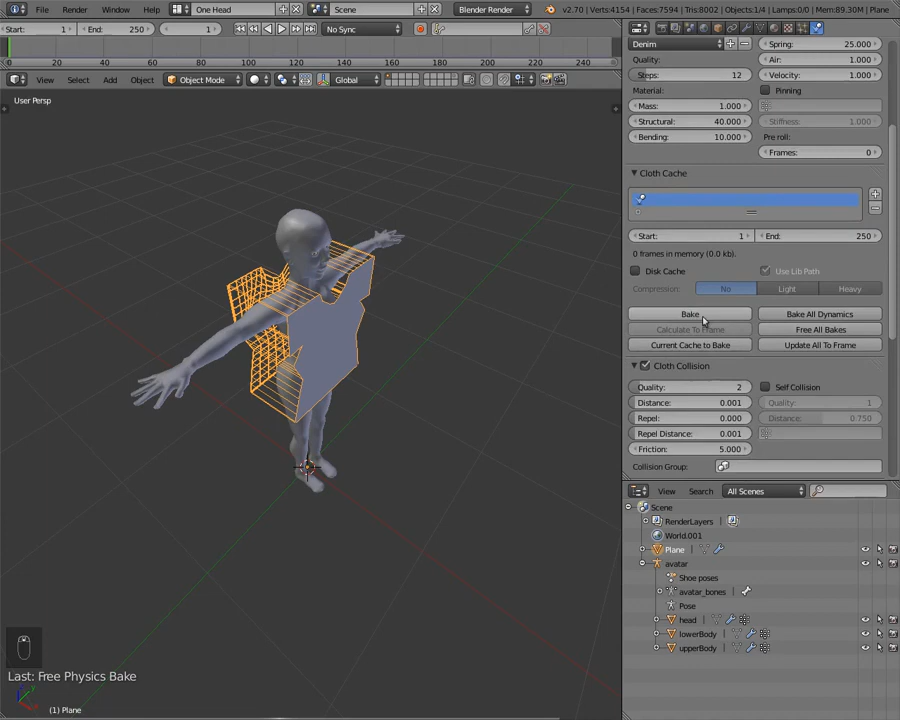 File Render Window Help One Head Scene Blender Render v2.70 | Verts:4154 | Faces:7594 | Tris:8002 | Objects:1/4 | Lamps:0/0 | Mem:89.30M |
Start: 1 End: 250 1 No Sync
0 20 40 60 80 100 120 140 160 180 200 220 240
View Select Add Object Object Mode Global
User Persp
Last: Free Physics Bake
(1) Plane
Denim Spring: 25.000
Quality: Air: 1.000
Steps: 12 Velocity: 1.000
Material: Pinning
Mass: 1.000
Structural: 40.000 Stiffness: 1.000
Bending: 10.000 Pre roll:
Frames: 0
Cloth Cache
Start: 1 End: 250
0 frames in memory (0.0 kb).
Disk Cache Use Lib Path
Compression: No Light Heavy
Bake Bake All Dynamics
Calculate To Frame Free All Bakes
Current Cache to Bake Update All To Frame
Cloth Collision
Quality: 2 Self Collision
Distance: 0.001 Quality: 1
Repel: 0.000 Distance: 0.750
Repel Distance: 0.001
Friction: 5.000
Collision Group:
View Search All Scenes
Scene
RenderLayers
World.001
Plane
avatar
Shoe poses
avatar_bones
Pose
head
lowerBody
upperBody